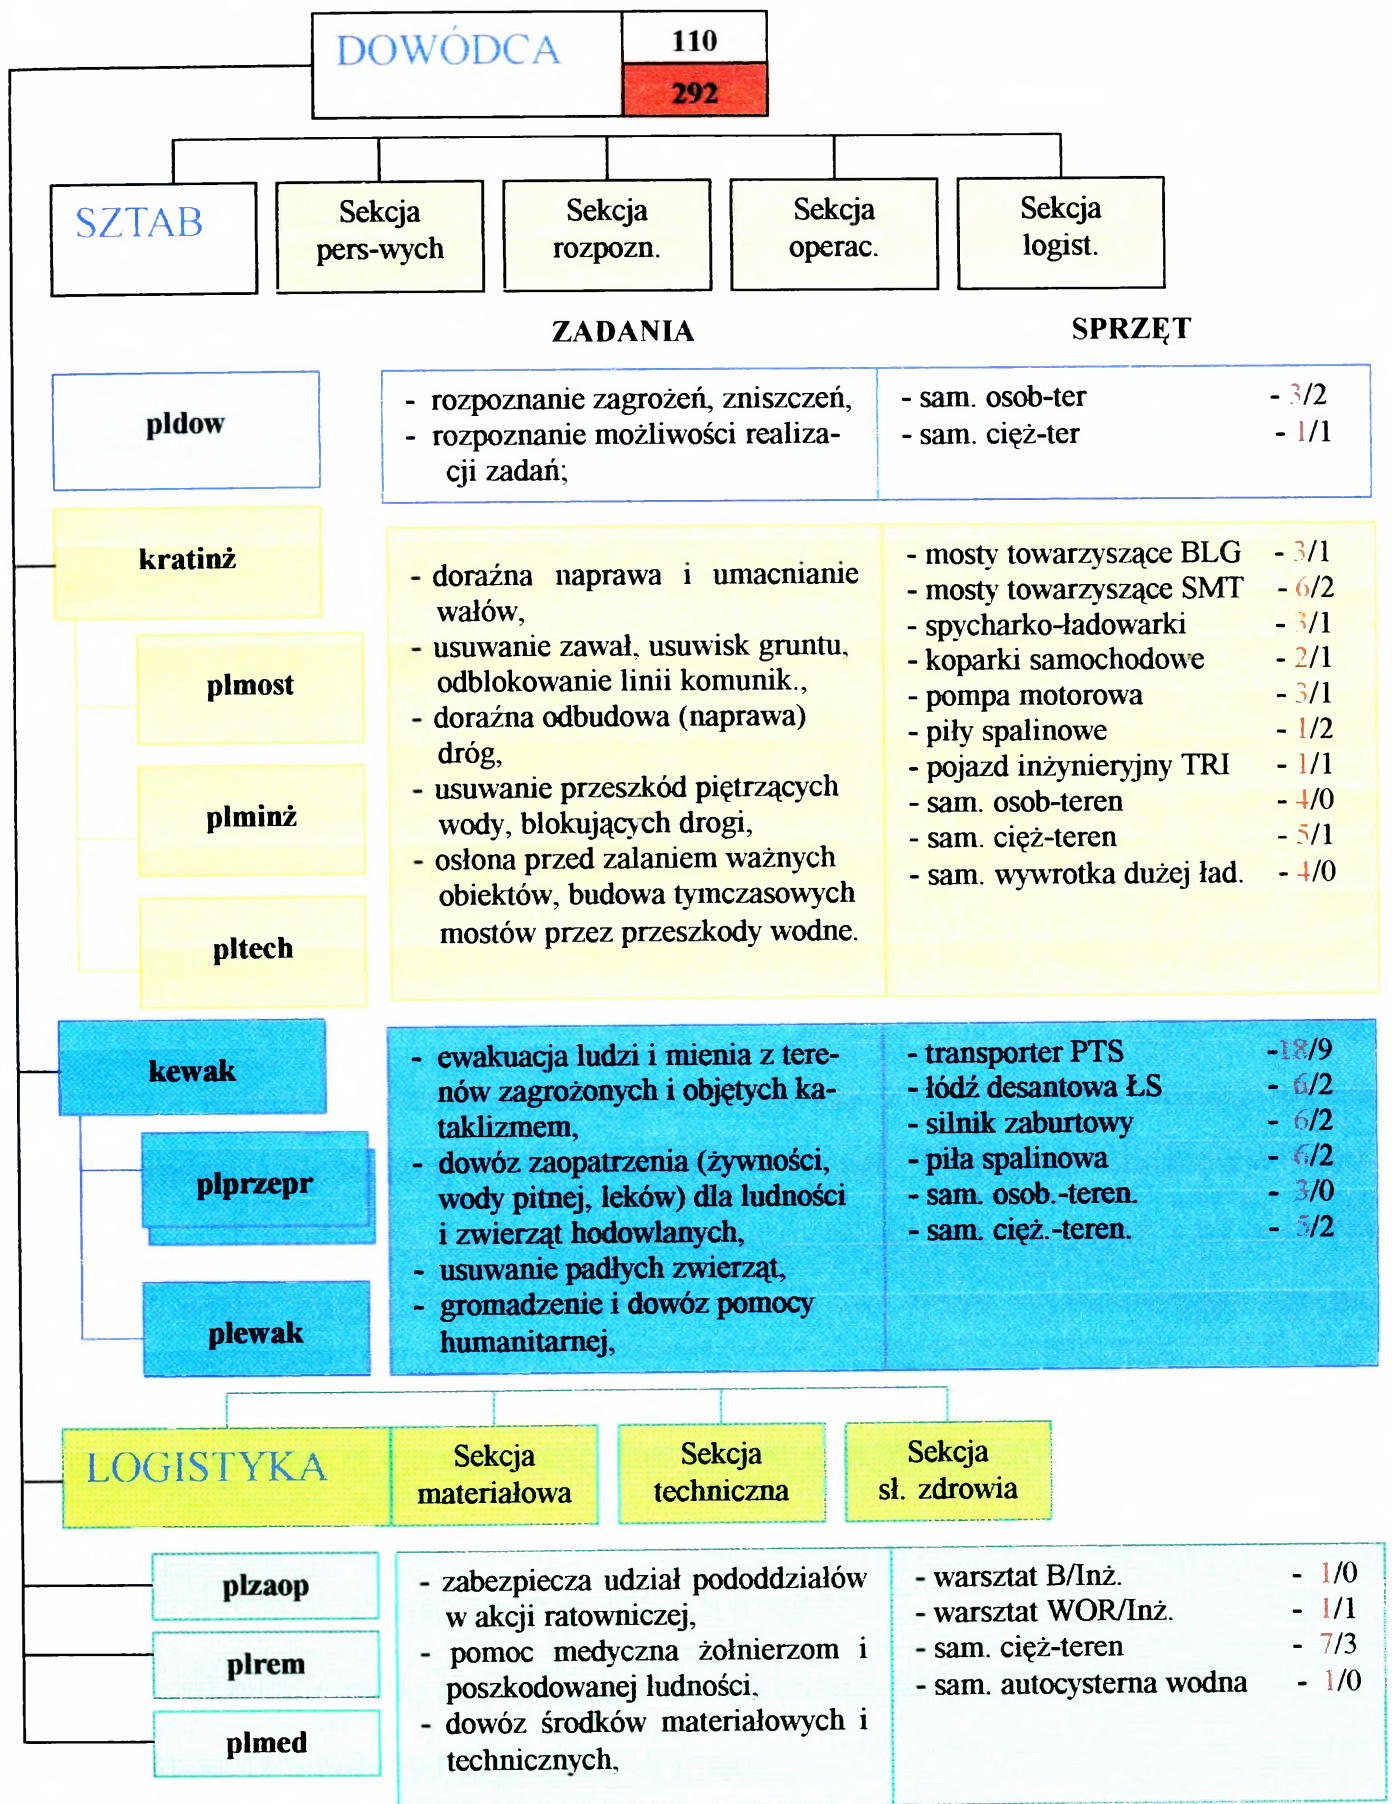 DOWÓDCA
110
292
SZTAB
Sekcja
pers-wych
Sekcja
rozpozn.
Sekcja
operac.
Sekcja
logist.
ZADANIA
SPRZĘT
pldow
- rozpoznanie zagrożeń, zniszczeń,
- rozpoznanie możliwości realiza-
cji zadań;
- sam. osob-ter - 3/2
- sam. cięż-ter - 1/1
kratinż
plmost
plminż
pltech
- doraźna naprawa i umacnianie
wałów,
- usuwanie zawał, usuwisk gruntu,
odblokowanie linii komunik.,
- doraźna odbudowa (naprawa)
dróg,
- usuwanie przeszkód piętrzących
wody, blokujących drogi,
- osłona przed zalaniem ważnych
obiektów, budowa tymczasowych
mostów przez przeszkody wodne.
- mosty towarzyszące BLG - 3/1
- mosty towarzyszące SMT - 6/2
- spycharko-ładowarki - 3/1
- koparki samochodowe - 2/1
- pompa motorowa - 3/1
- piły spalinowe - 1/2
- pojazd inżynieryjny TRI - 1/1
- sam. osob-teren - 4/0
- sam. cięż-teren - 5/1
- sam. wywrotka dużej ład. - 4/0
kewak
plprzepr
plewak
- ewakuacja ludzi i mienia z tere-
nów zagrożonych i objętych ka-
taklizmem,
- dowóz zaopatrzenia (żywności,
wody pitnej, leków) dla ludności
i zwierząt hodowlanych,
- usuwanie padłych zwierząt,
- gromadzenie i dowóz pomocy
humanitarnej,
- transporter PTS -18/9
- łódź desantowa ŁS - 6/2
- silnik zaburtowy - 6/2
- piła spalinowa - 6/2
- sam. osob.-teren. - 3/0
- sam. cięż.-teren. - 5/2
LOGISTYKA
Sekcja
materiałowa
Sekcja
techniczna
Sekcja
sł. zdrowia
plzaop
plrem
plmed
- zabezpiecza udział pododdziałów
w akcji ratowniczej,
- pomoc medyczna żołnierzom i
poszkodowanej ludności,
- dowóz środków materiałowych i
technicznych,
- warsztat B/Inż. - 1/0
- warsztat WOR/Inż. - 1/1
- sam. cięż-teren - 7/3
- sam. autocysterna wodna - 1/0